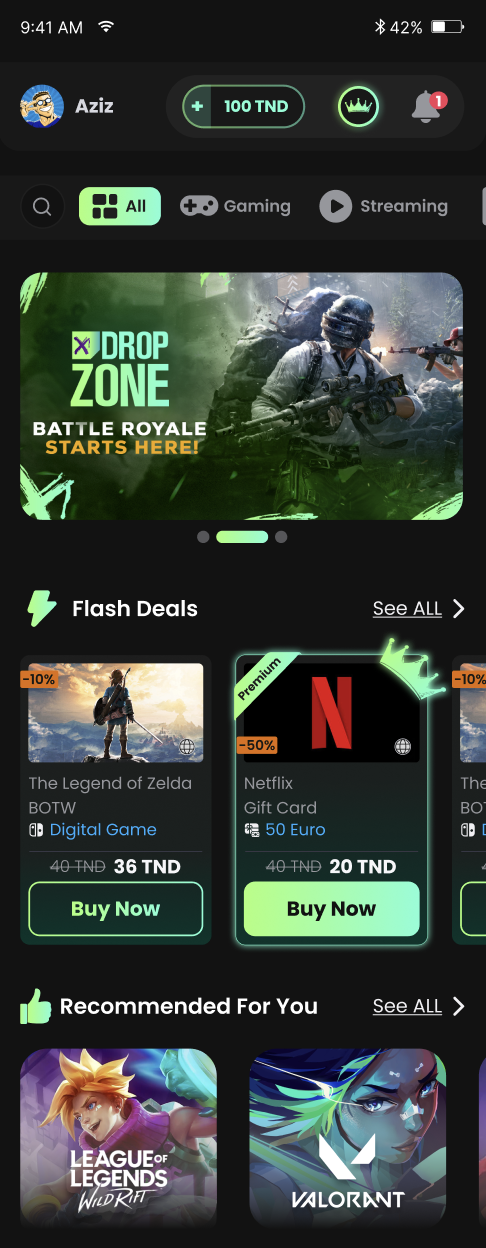 9:41 AM 42%
Aziz + 100 TND 1
All Gaming Streaming
X DROP
ZONE
BATTLE ROYALE
STARTS HERE!
Flash Deals See ALL
-10%
The Legend of Zelda
BOTW
Digital Game
40 TND 36 TND
Buy Now
Premium
N
-50%
Netflix
Gift Card
50 Euro
40 TND 20 TND
Buy Now
-10%
The
BO
D
4
Recommended For You See ALL
LEAGUE OF
LEGENDS
WILD RIFT
VALORANT